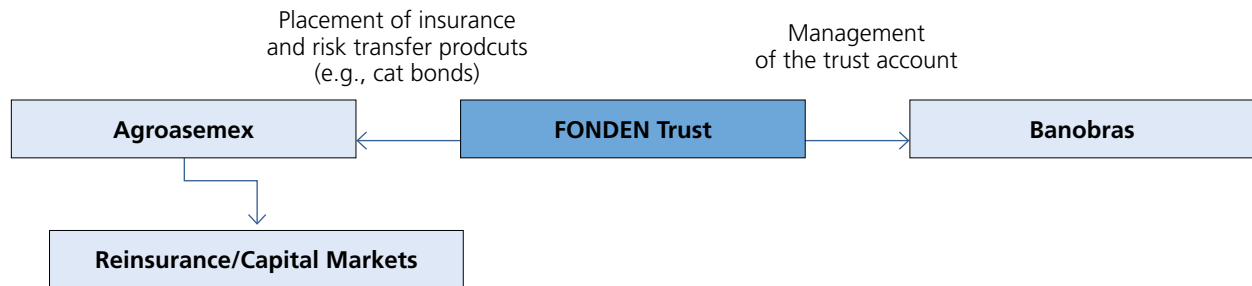 Placement of insurance
and risk transfer prodcuts
(e.g., cat bonds)
Management
of the trust account
Agroasemex
FONDEN Trust
Banobras
Reinsurance/Capital Markets